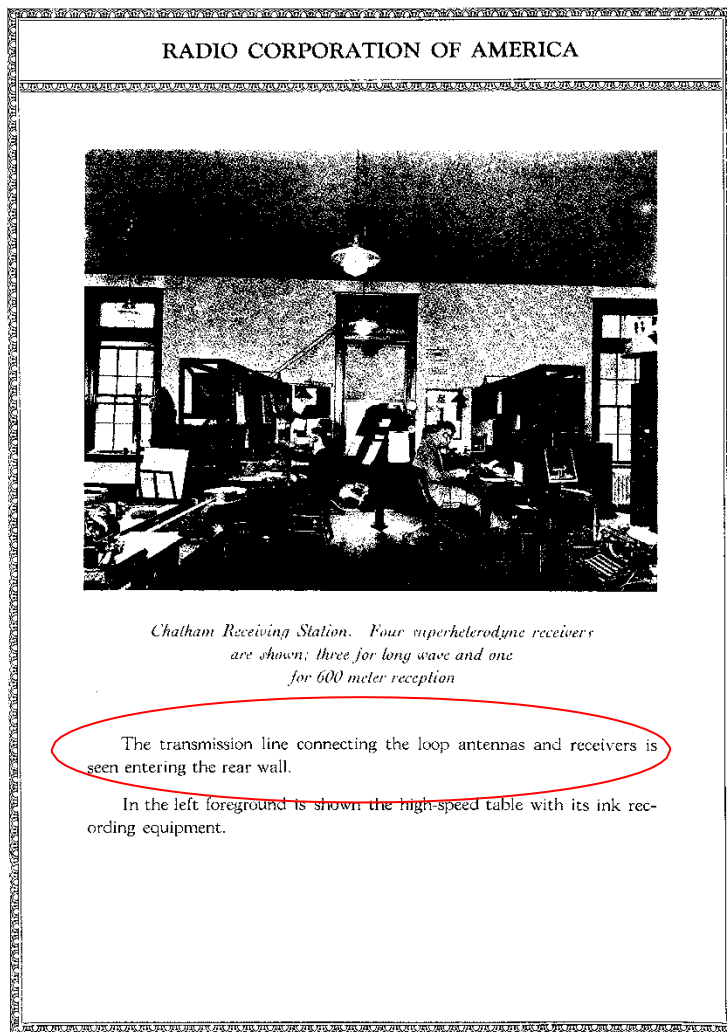 RADIO CORPORATION OF AMERICA
Chatham Receiving Station. Four superheterodyne receivers
are shown; three for long wave and one
for 600 meter reception
The transmission line connecting the loop antennas and receivers is
seen entering the rear wall.
In the left foreground is shown the high-speed table with its ink rec-
ording equipment.